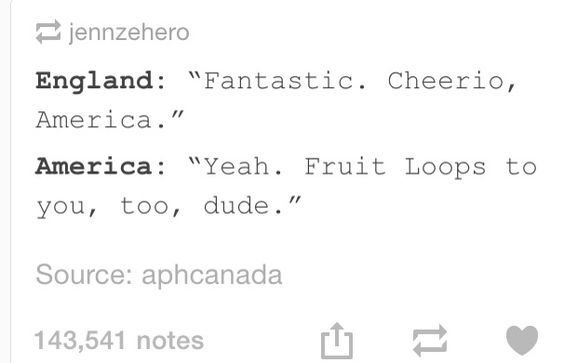 jennzehero
England: “Fantastic. Cheerio,
America.”
America: “Yeah. Fruit Loops to
you, too, dude.”
Source: aphcanada
143,541 notes